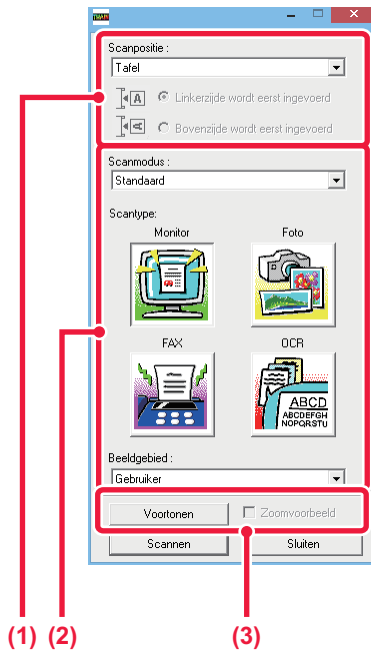 TWAIN
Scanpositie :
Tafel
A Linkerzijde wordt eerst ingevoerd
A Bovenzijde wordt eerst ingevoerd
Scanmodus :
Standaard
Scantype:
Monitor Foto
FAX OCR
ABCD
ABCDEFGH
NOPQRSTU
Beeldgebied :
Gebruiker
Voortonen Zoomvoorbeeld
Scannen Sluiten
(1) (2) (3)